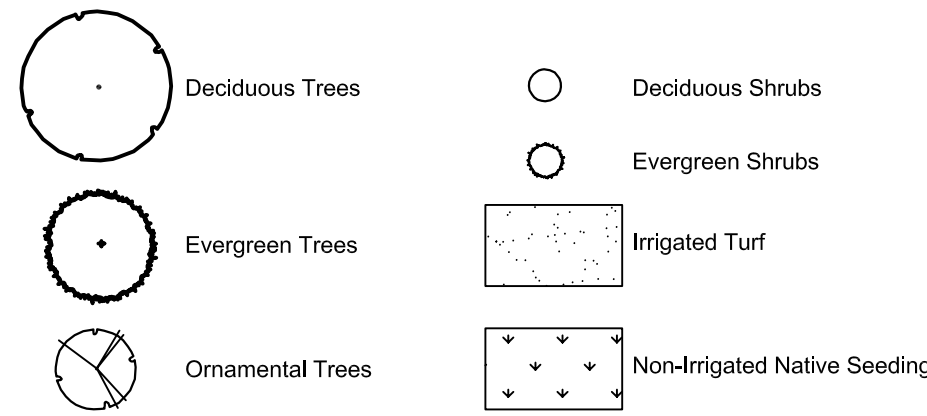 Deciduous Trees
Evergreen Trees
Ornamental Trees
Deciduous Shrubs
Evergreen Shrubs
Irrigated Turf
Non-Irrigated Native Seeding